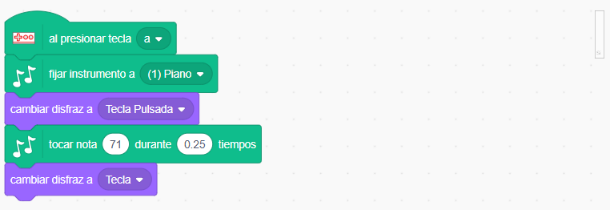 al presionar tecla a
fijar instrumento a (1) Piano
cambiar disfraz a Tecla Pulsada
tocar nota 71 durante 0.25 tiempos
cambiar disfraz a Tecla